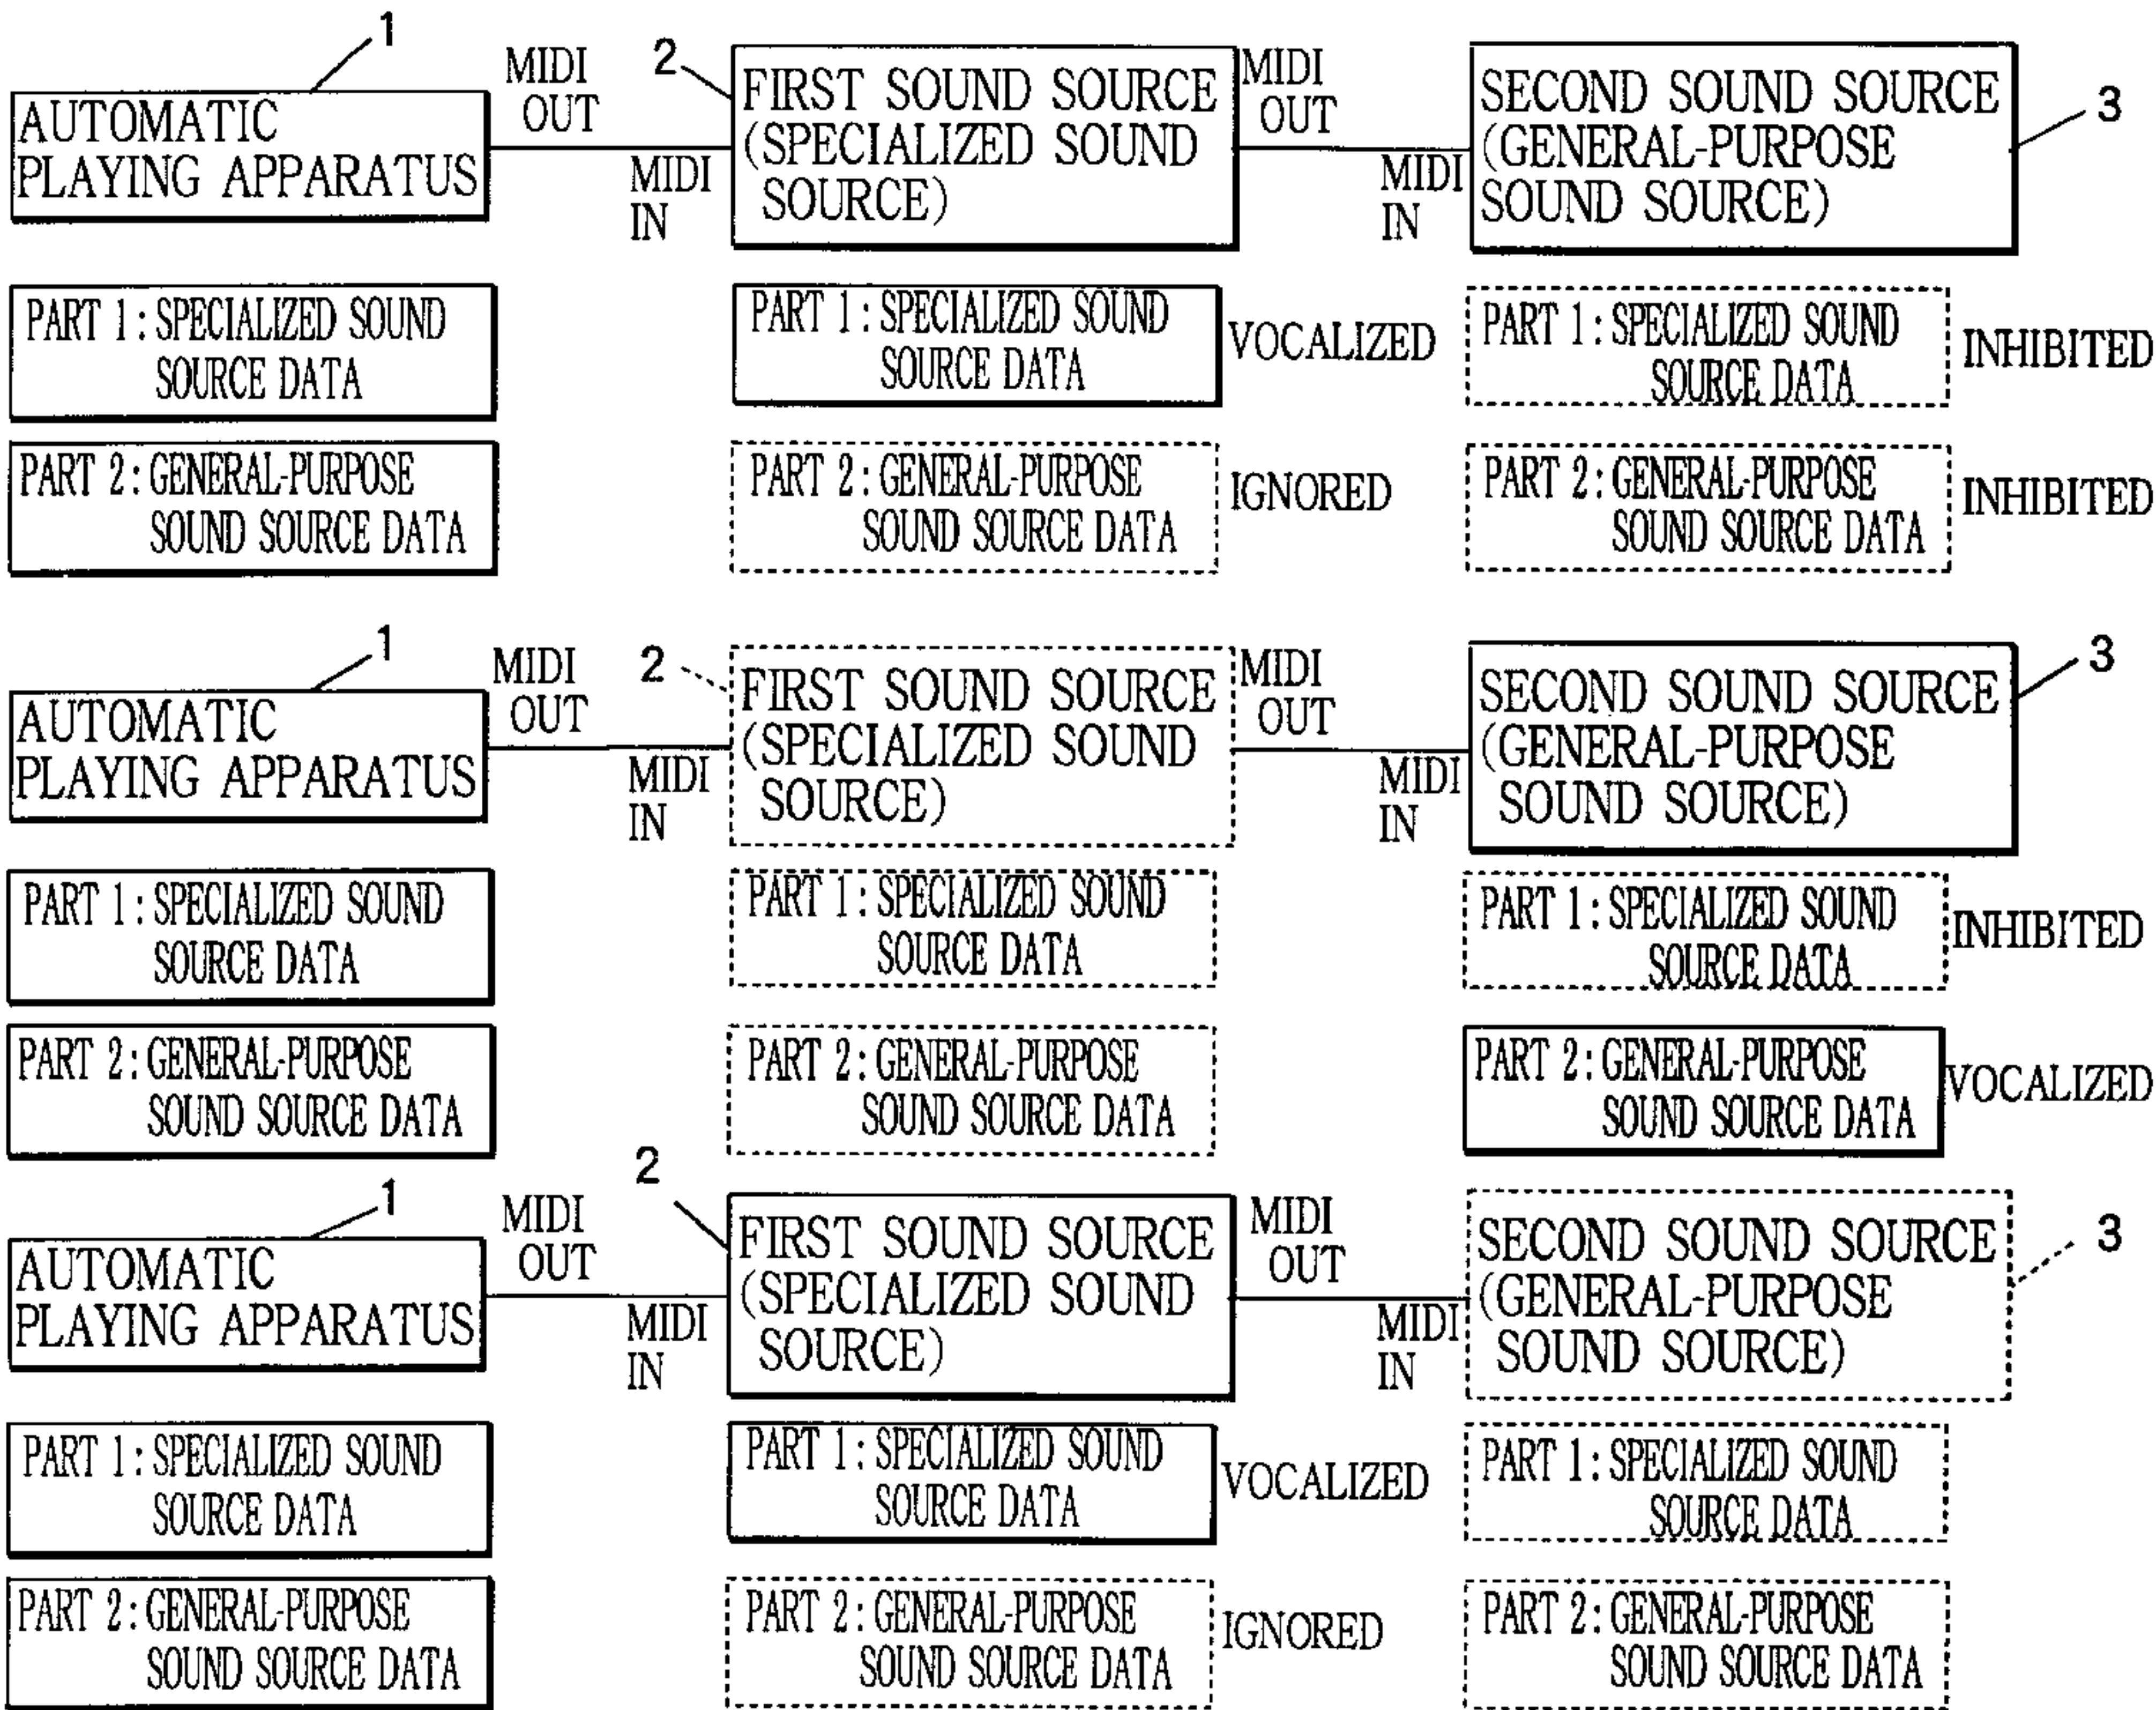 1
AUTOMATIC
PLAYING APPARATUS
MIDI
OUT
MIDI
IN
2
FIRST SOUND SOURCE
(SPECIALIZED SOUND
SOURCE)
MIDI
OUT
MIDI
IN
SECOND SOUND SOURCE
(GENERAL-PURPOSE
SOUND SOURCE)
3
PART 1: SPECIALIZED SOUND
SOURCE DATA
PART 1: SPECIALIZED SOUND
SOURCE DATA
VOCALIZED
PART 1: SPECIALIZED SOUND
SOURCE DATA
INHIBITED
PART 2: GENERAL-PURPOSE
SOUND SOURCE DATA
PART 2: GENERAL-PURPOSE
SOUND SOURCE DATA
IGNORED
PART 2: GENERAL-PURPOSE
SOUND SOURCE DATA
INHIBITED
1
AUTOMATIC
PLAYING APPARATUS
MIDI
OUT
MIDI
IN
2
FIRST SOUND SOURCE
(SPECIALIZED SOUND
SOURCE)
MIDI
OUT
MIDI
IN
SECOND SOUND SOURCE
(GENERAL-PURPOSE
SOUND SOURCE)
3
PART 1: SPECIALIZED SOUND
SOURCE DATA
PART 1: SPECIALIZED SOUND
SOURCE DATA
PART 1: SPECIALIZED SOUND
SOURCE DATA
INHIBITED
PART 2: GENERAL-PURPOSE
SOUND SOURCE DATA
PART 2: GENERAL-PURPOSE
SOUND SOURCE DATA
PART 2: GENERAL-PURPOSE
SOUND SOURCE DATA
VOCALIZED
1
AUTOMATIC
PLAYING APPARATUS
MIDI
OUT
MIDI
IN
2
FIRST SOUND SOURCE
(SPECIALIZED SOUND
SOURCE)
MIDI
OUT
MIDI
IN
SECOND SOUND SOURCE
(GENERAL-PURPOSE
SOUND SOURCE)
3
PART 1: SPECIALIZED SOUND
SOURCE DATA
PART 1: SPECIALIZED SOUND
SOURCE DATA
VOCALIZED
PART 1: SPECIALIZED SOUND
SOURCE DATA
PART 2: GENERAL-PURPOSE
SOUND SOURCE DATA
PART 2: GENERAL-PURPOSE
SOUND SOURCE DATA
IGNORED
PART 2: GENERAL-PURPOSE
SOUND SOURCE DATA